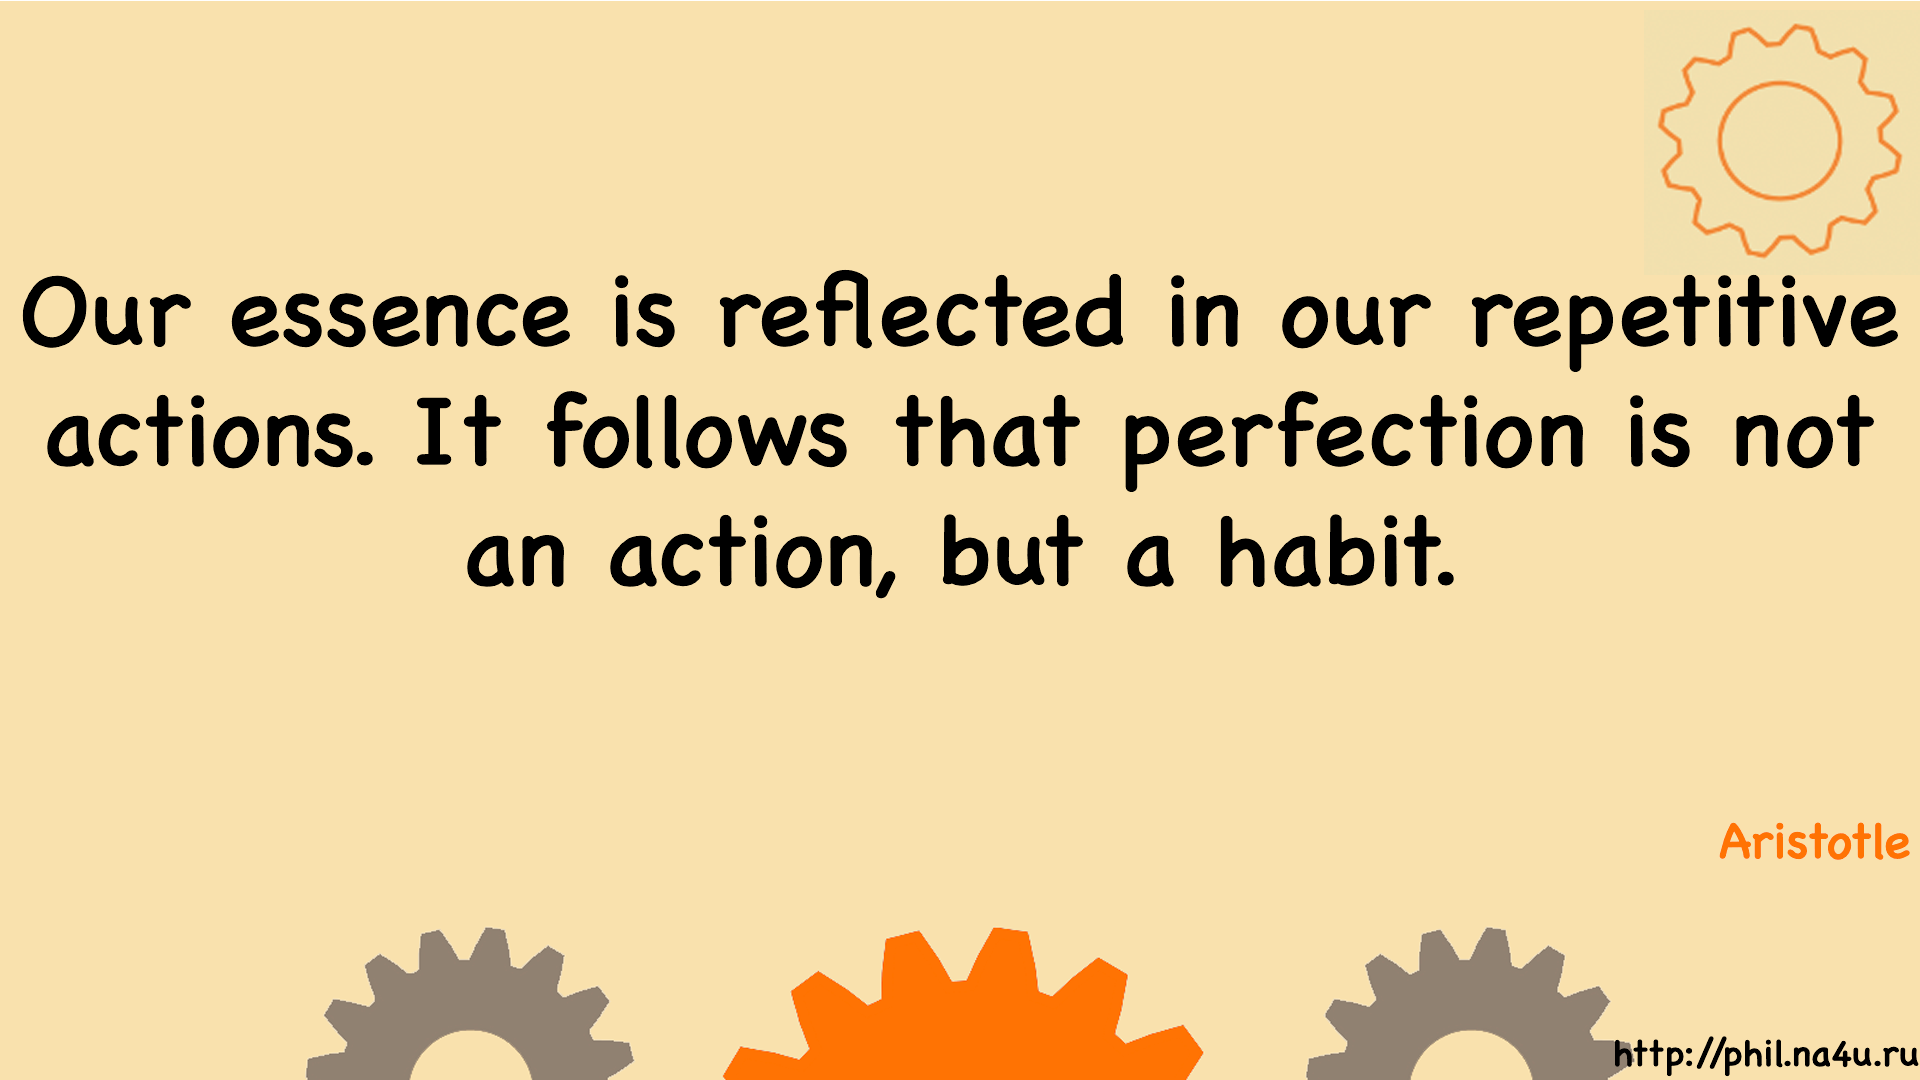 Our essence is reflected in our repetitive
actions. It follows that perfection is not
an action, but a habit.
Aristotle
http://phil.na4u.ru